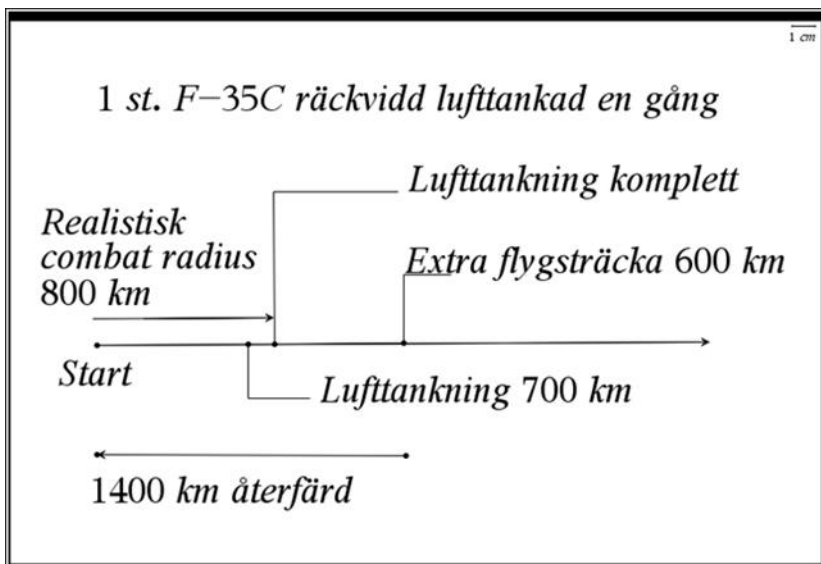 1 cm
1 st. F–35C räckvidd lufttankad en gång
Lufttankning komplett
Realistisk
combat radius
800 km
Extra flygsträcka 600 km
Start
Lufttankning 700 km
1400 km återfärd